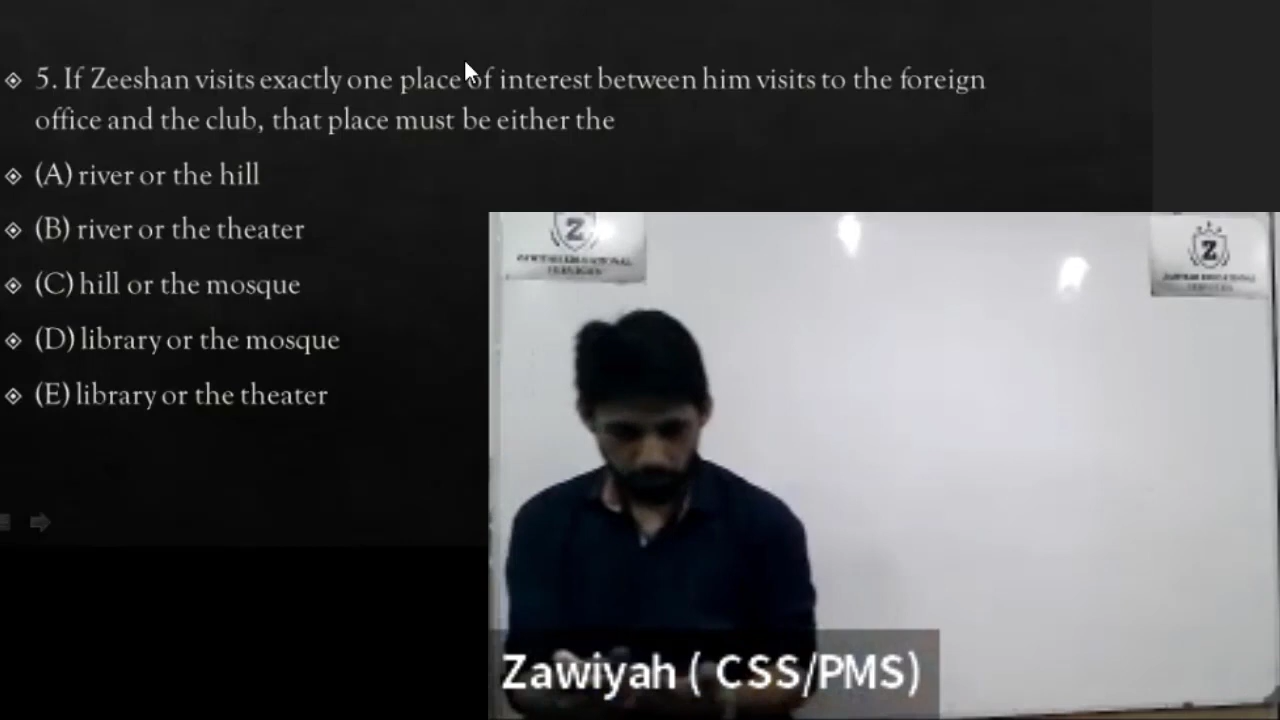 5. If Zeeshan visits exactly one place of interest between him visits to the foreign
office and the club, that place must be either the
(A) river or the hill
(B) river or the theater
(C) hill or the mosque
(D) library or the mosque
(E) library or the theater
Z
Z
Zawiyah ( CSS/PMS)